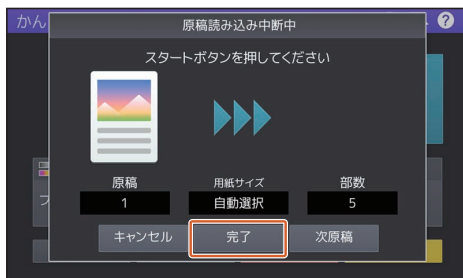 かん
?
原稿読み込み中断中
スタートボタンを押してください
原稿
用紙サイズ
部数
1
自動選択
5
キャンセル
完了
次原稿